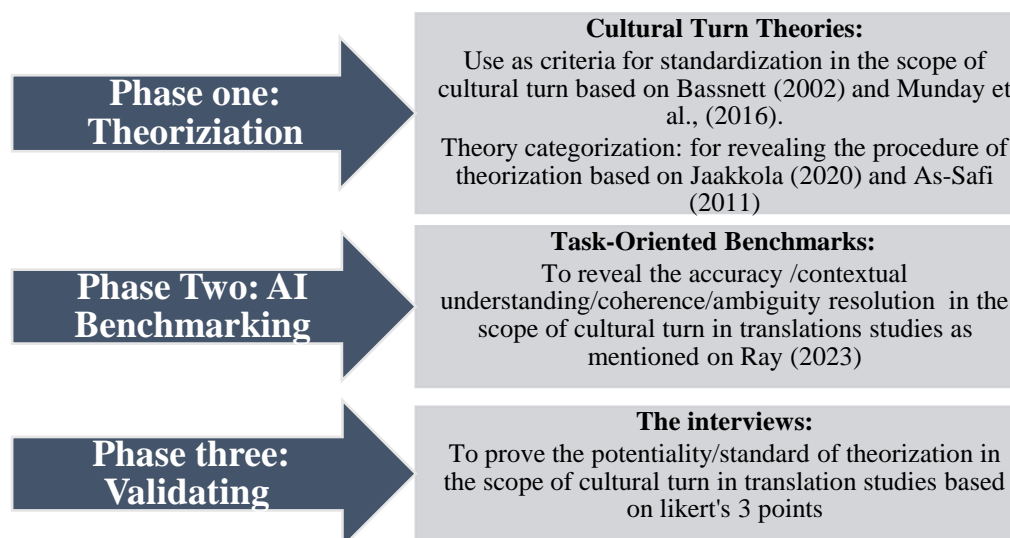 Phase one:
Theoriziation
Cultural Turn Theories:
Use as criteria for standardization in the scope of
cultural turn based on Bassnett (2002) and Munday et
al., (2016).
Theory categorization: for revealing the procedure of
theorization based on Jaakkola (2020) and As-Safi
(2011)
Phase Two: AI
Benchmarking
Task-Oriented Benchmarks:
To reveal the accuracy /contextual
understanding/coherence/ambiguity resolution in the
scope of cultural turn in translations studies as
mentioned on Ray (2023)
Phase three:
Validating
The interviews:
To prove the potentiality/standard of theorization in
the scope of cultural turn in translation studies based
on likert's 3 points